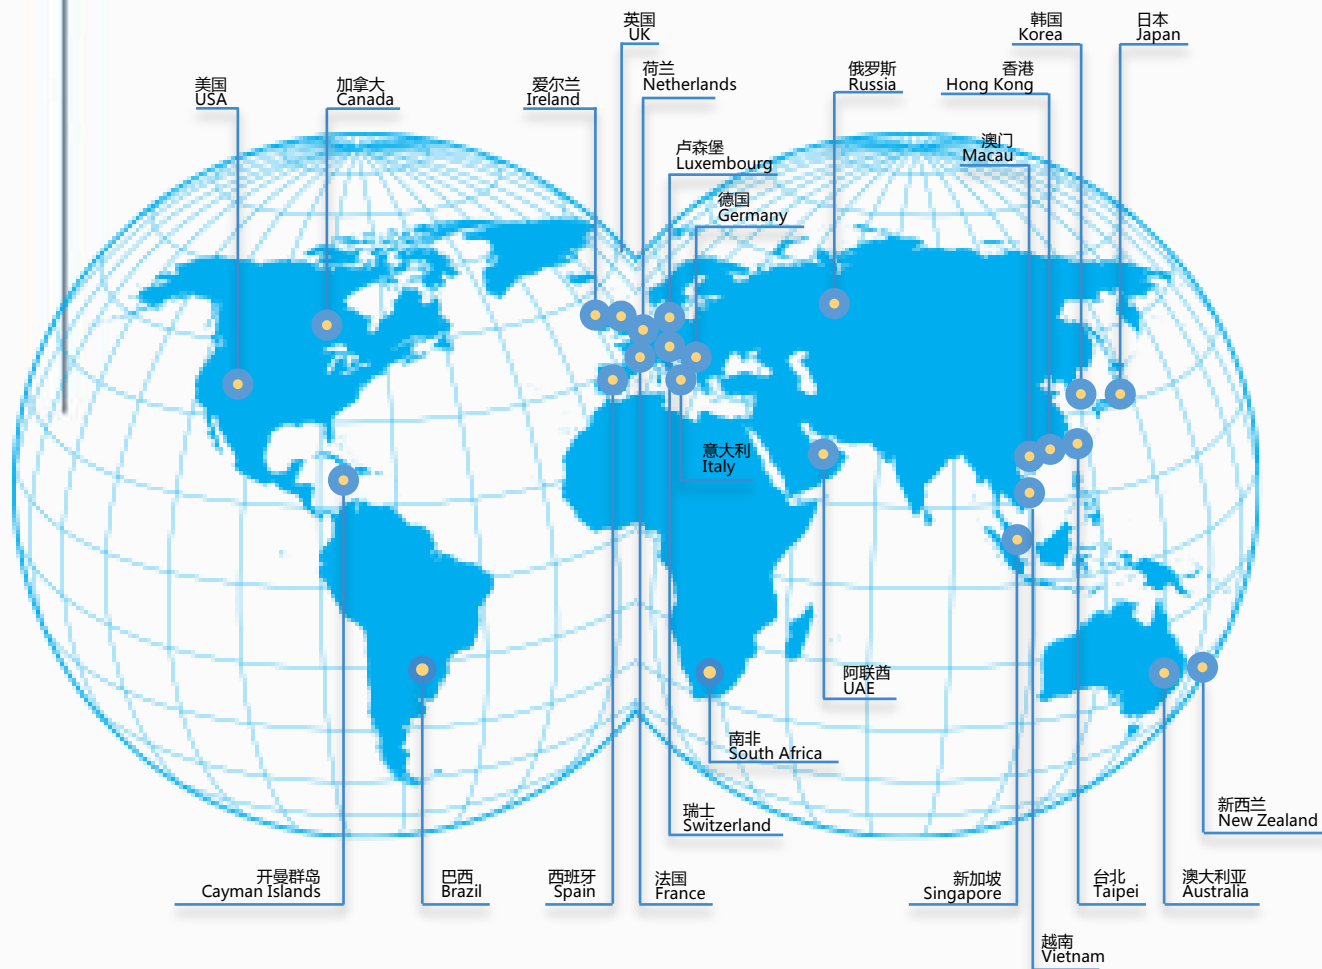 英国
UK
韩国
Korea
日本
Japan
美国
USA
加拿大
Canada
爱尔兰
Ireland
荷兰
Netherlands
俄罗斯
Russia
香港
Hong Kong
卢森堡
Luxembourg
澳门
Macau
德国
Germany
意大利
Italy
阿联酋
UAE
南非
South Africa
瑞士
Switzerland
新西兰
New Zealand
开曼群岛
Cayman Islands
巴西
Brazil
西班牙
Spain
法国
France
新加坡
Singapore
台北
Taipei
澳大利亚
Australia
越南
Vietnam